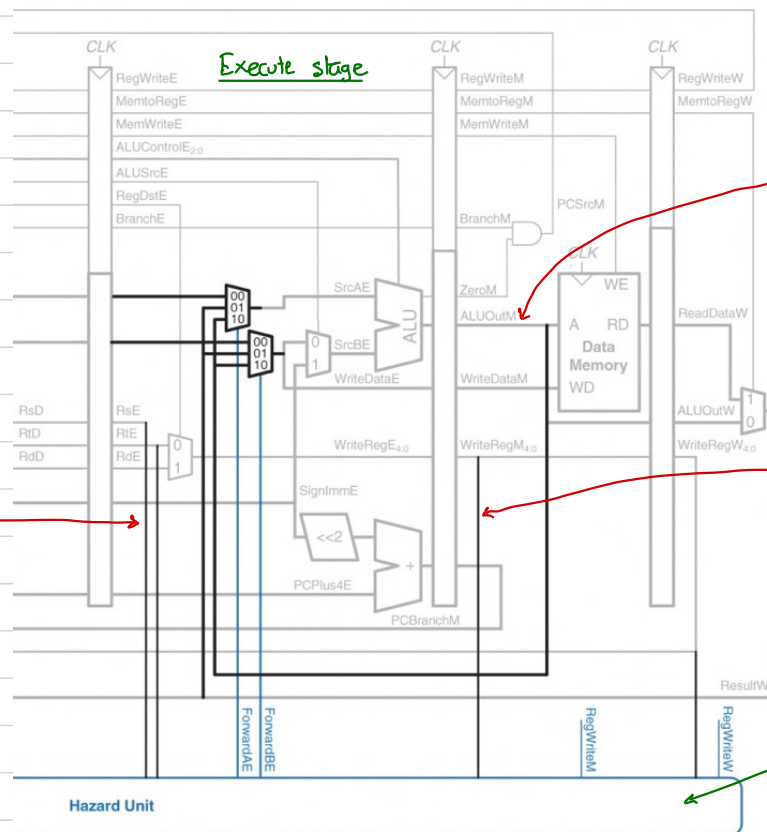 CLK
Execute stage
CLK
CLK
RegWriteE
RegWriteM
RegWriteW
MemtoRegE
MemtoRegM
MemtoRegW
MemWriteE
MemWriteM
ALUControlE2:0
ALUSrcE
RegDstE
PCSrcM
BranchE
BranchM
CLK
WE
00
01
10
SrcAE
ALU
ZeroM
ALUOutM
A
RD
ReadDataW
Data
Memory
00
01
10
0
1
SrcBE
WriteDataE
WriteDataM
WD
1
0
RsD
RsE
ALUOutW
RtD
RtE
0
WriteRegE4:0
WriteRegM4:0
WriteRegW4:0
RdD
RdE
1
SignImmE
<<2
+
PCPlus4E
PCBranchM
ResultW
ForwardAE
ForwardBE
RegWriteM
RegWriteW
Hazard Unit